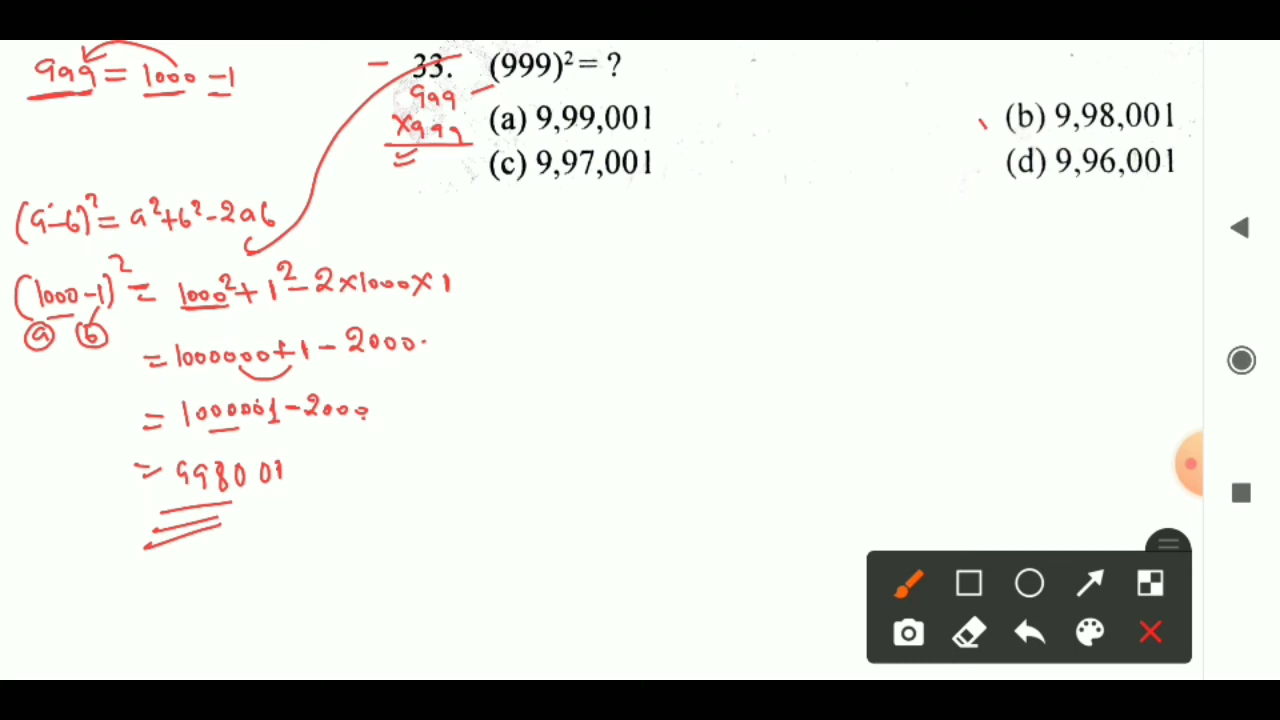 999 = 1000 - 1
33. (999)² = ?
999
×999
(a) 9,99,001
(b) 9,98,001
(c) 9,97,001
(d) 9,96,001
(a-b)² = a²+b²-2ab
(1000-1)² = 1000²+1²-2×1000×1
a b
=1000000+1-2000
=1000001-2000
=998001